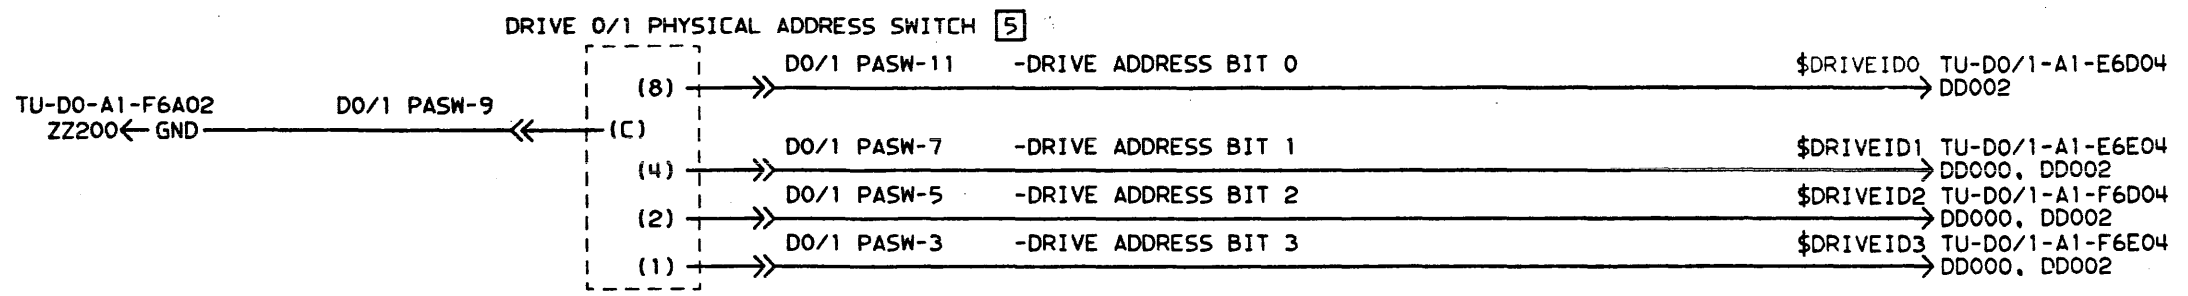 DRIVE 0/1 PHYSICAL ADDRESS SWITCH 5
D0/1 PASW-11 -DRIVE ADDRESS BIT 0 $DRIVEID0 TU-D0/1-A1-E6D04
(8) DD002
TU-D0-A1-F6A02 D0/1 PASW-9
ZZ200 GND (C)
D0/1 PASW-7 -DRIVE ADDRESS BIT 1 $DRIVEID1 TU-D0/1-A1-E6E04
(4) DD000, DD002
D0/1 PASW-5 -DRIVE ADDRESS BIT 2 $DRIVEID2 TU-D0/1-A1-F6D04
(2) DD000, DD002
D0/1 PASW-3 -DRIVE ADDRESS BIT 3 $DRIVEID3 TU-D0/1-A1-F6E04
(1) DD000, DD002